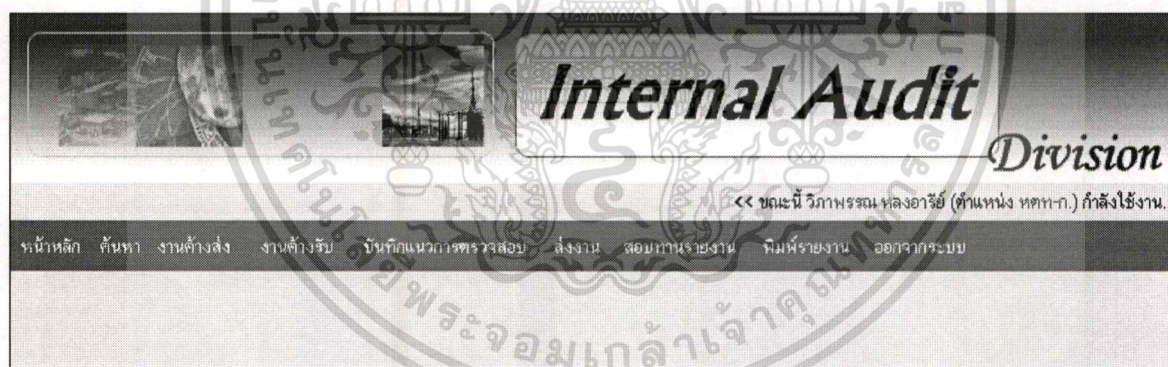 Internal Audit
Division
<< ขณะนี้ วิภาพรรณ หลงอารีย์ (ตำแหน่ง หตท-ก.) กำลังใช้งาน.
หน้าหลัก ค้นหา งานค้างส่ง งานค้างรับ บันทึกแนวการตรวจสอบ ส่งงาน สอบทานรายงาน พิมพ์รายงาน ออกจากระบบ